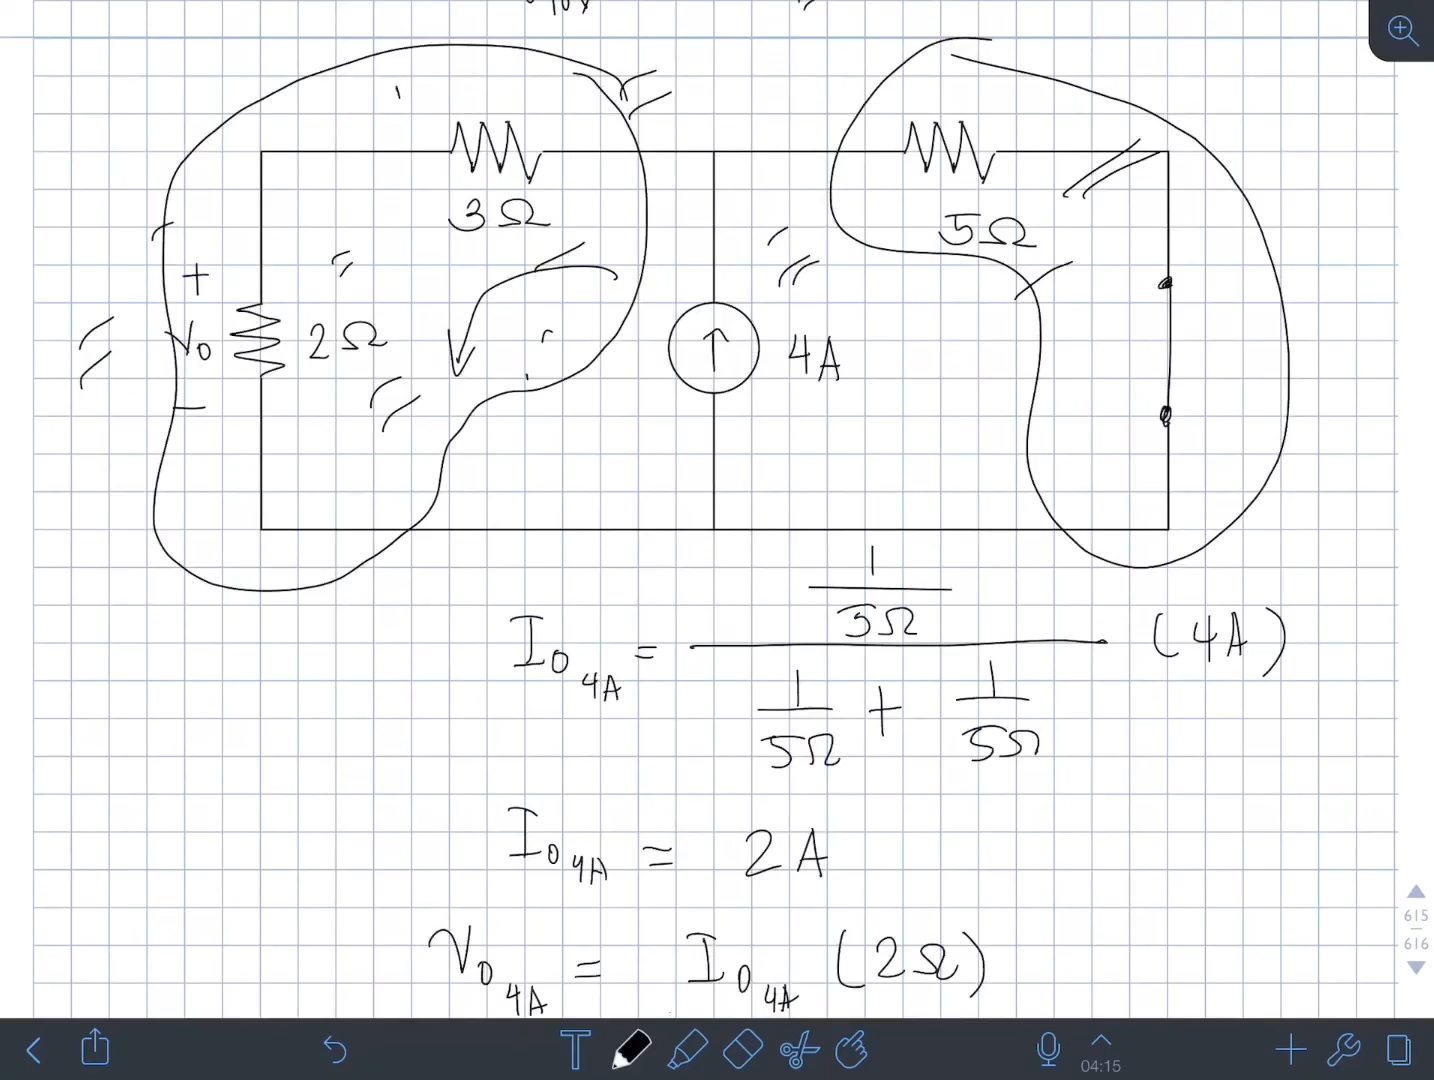 3Ω
5Ω
+
V₀
2Ω
4A
−
I₀ ₄A = (1/5Ω) / (1/5Ω + 1/5Ω) (4A)
I₀ ₄A = 2A
V₀ ₄A = I₀ ₄A (2Ω)
615
616
T
04:15